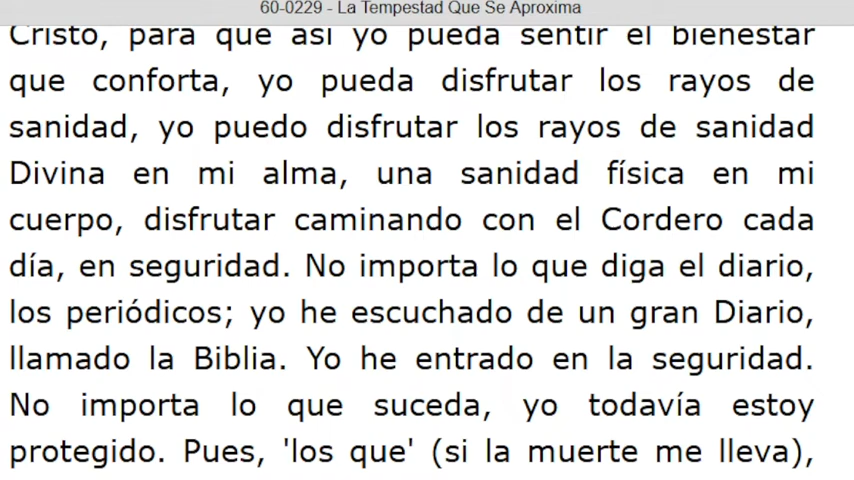 60-0229 - La Tempestad Que Se Aproxima
Cristo, para que así yo pueda sentir el bienestar
que conforta, yo pueda disfrutar los rayos de
sanidad, yo puedo disfrutar los rayos de sanidad
Divina en mi alma, una sanidad física en mi
cuerpo, disfrutar caminando con el Cordero cada
día, en seguridad. No importa lo que diga el diario,
los periódicos; yo he escuchado de un gran Diario,
llamado la Biblia. Yo he entrado en la seguridad.
No importa lo que suceda, yo todavía estoy
protegido. Pues, 'los que' (si la muerte me lleva),